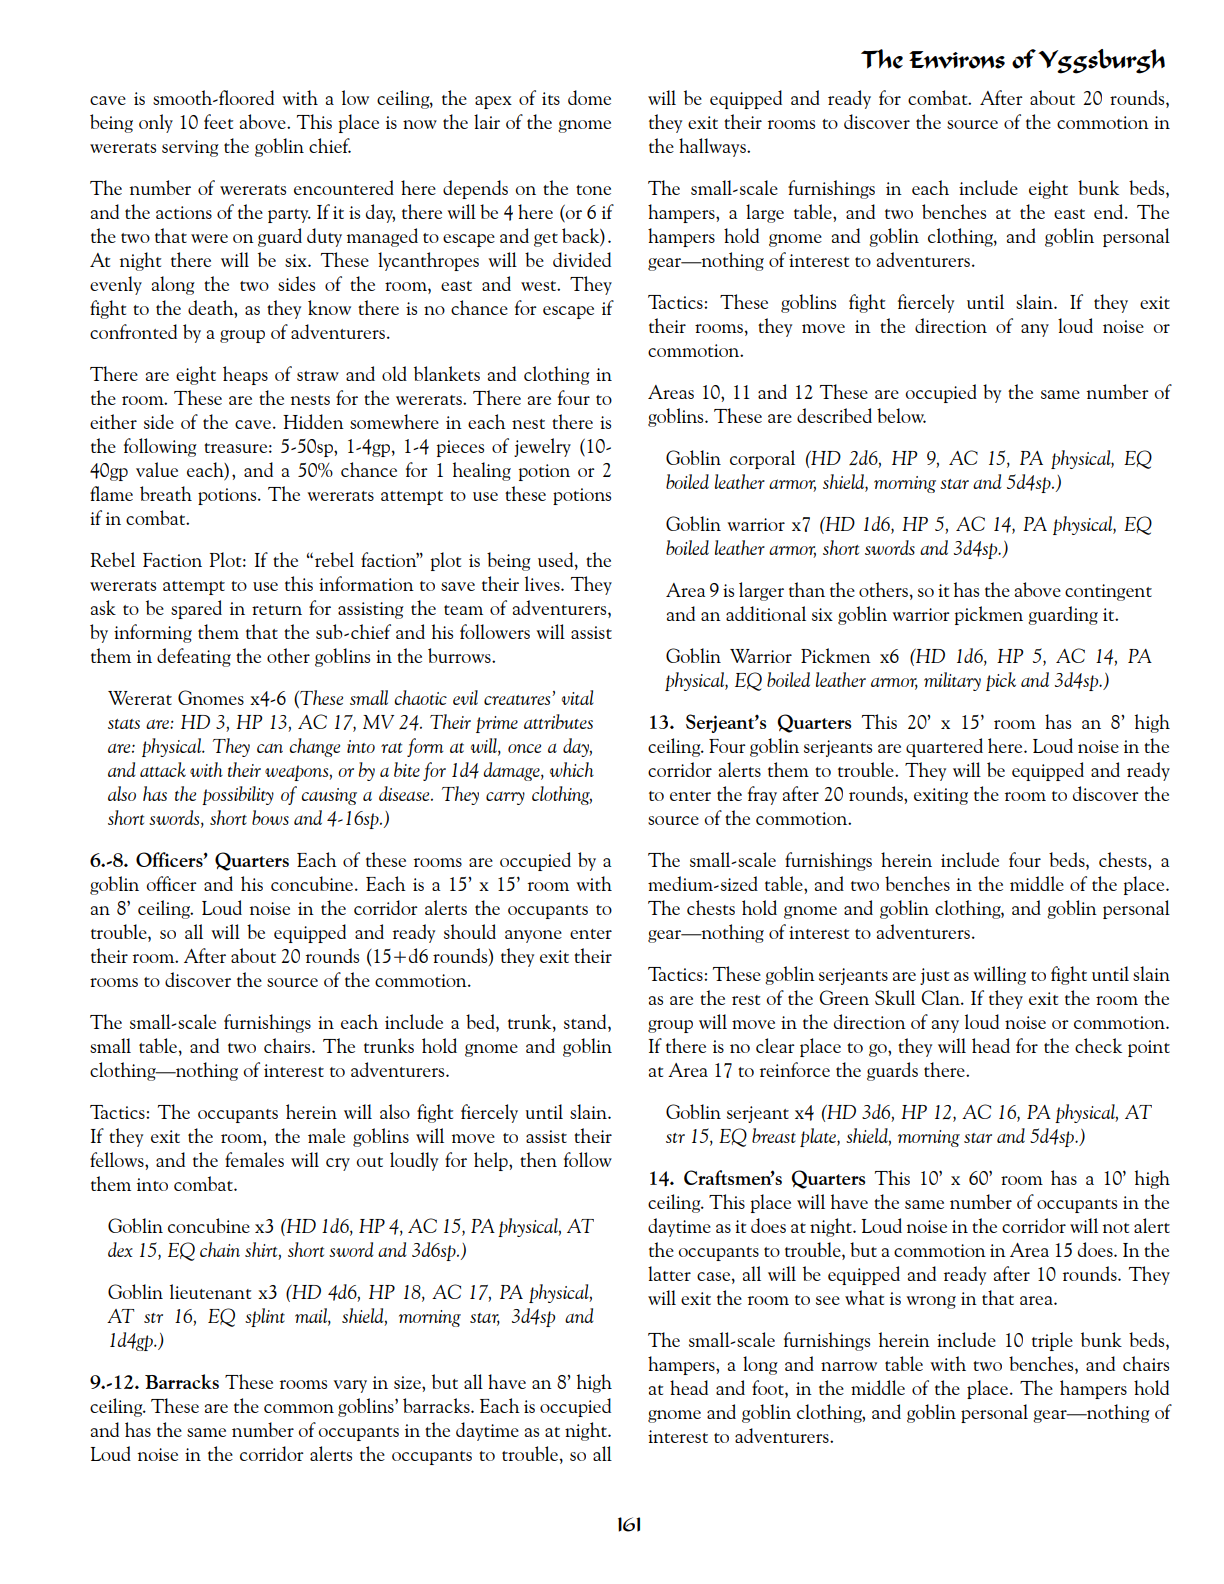 The Environs of Yggsburgh
cave is smooth-floored with a low ceiling, the apex of its dome
being only 10 feet above. This place is now the lair of the gnome
wererats serving the goblin chief.
The number of wererats encountered here depends on the tone
and the actions of the party. If it is day, there will be 4 here (or 6 if
the two that were on guard duty managed to escape and get back).
At night there will be six. These lycanthropes will be divided
evenly along the two sides of the room, east and west. They
fight to the death, as they know there is no chance for escape if
confronted by a group of adventurers.
There are eight heaps of straw and old blankets and clothing in
the room. These are the nests for the wererats. There are four to
either side of the cave. Hidden somewhere in each nest there is
the following treasure: 5-50sp, 1-4gp, 1-4 pieces of jewelry (10-
40gp value each), and a 50% chance for 1 healing potion or 2
flame breath potions. The wererats attempt to use these potions
if in combat.
Rebel Faction Plot: If the “rebel faction” plot is being used, the
wererats attempt to use this information to save their lives. They
ask to be spared in return for assisting the team of adventurers,
by informing them that the sub-chief and his followers will assist
them in defeating the other goblins in the burrows.
Wererat Gnomes x4-6 (These small chaotic evil creatures’ vital
stats are: HD 3, HP 13, AC 17, MV 24. Their prime attributes
are: physical. They can change into rat form at will, once a day,
and attack with their weapons, or by a bite for 1d4 damage, which
also has the possibility of causing a disease. They carry clothing,
short swords, short bows and 4-16sp.)
6.-8. Officers’ Quarters Each of these rooms are occupied by a
goblin officer and his concubine. Each is a 15’ x 15’ room with
an 8’ ceiling. Loud noise in the corridor alerts the occupants to
trouble, so all will be equipped and ready should anyone enter
their room. After about 20 rounds (15+d6 rounds) they exit their
rooms to discover the source of the commotion.
The small-scale furnishings in each include a bed, trunk, stand,
small table, and two chairs. The trunks hold gnome and goblin
clothing—nothing of interest to adventurers.
Tactics: The occupants herein will also fight fiercely until slain.
If they exit the room, the male goblins will move to assist their
fellows, and the females will cry out loudly for help, then follow
them into combat.
Goblin concubine x3 (HD 1d6, HP 4, AC 15, PA physical, AT
dex 15, EQ chain shirt, short sword and 3d6sp.)
Goblin lieutenant x3 (HD 4d6, HP 18, AC 17, PA physical,
AT str 16, EQ splint mail, shield, morning star, 3d4sp and
1d4gp.)
9.-12. Barracks These rooms vary in size, but all have an 8’ high
ceiling. These are the common goblins’ barracks. Each is occupied
and has the same number of occupants in the daytime as at night.
Loud noise in the corridor alerts the occupants to trouble, so all
will be equipped and ready for combat. After about 20 rounds,
they exit their rooms to discover the source of the commotion in
the hallways.
The small-scale furnishings in each include eight bunk beds,
hampers, a large table, and two benches at the east end. The
hampers hold gnome and goblin clothing, and goblin personal
gear—nothing of interest to adventurers.
Tactics: These goblins fight fiercely until slain. If they exit
their rooms, they move in the direction of any loud noise or
commotion.
Areas 10, 11 and 12 These are occupied by the same number of
goblins. These are described below.
Goblin corporal (HD 2d6, HP 9, AC 15, PA physical, EQ
boiled leather armor, shield, morning star and 5d4sp.)
Goblin warrior x7 (HD 1d6, HP 5, AC 14, PA physical, EQ
boiled leather armor, short swords and 3d4sp.)
Area 9 is larger than the others, so it has the above contingent
and an additional six goblin warrior pickmen guarding it.
Goblin Warrior Pickmen x6 (HD 1d6, HP 5, AC 14, PA
physical, EQ boiled leather armor, military pick and 3d4sp.)
13. Serjeant’s Quarters This 20’ x 15’ room has an 8’ high
ceiling. Four goblin serjeants are quartered here. Loud noise in the
corridor alerts them to trouble. They will be equipped and ready
to enter the fray after 20 rounds, exiting the room to discover the
source of the commotion.
The small-scale furnishings herein include four beds, chests, a
medium-sized table, and two benches in the middle of the place.
The chests hold gnome and goblin clothing, and goblin personal
gear—nothing of interest to adventurers.
Tactics: These goblin serjeants are just as willing to fight until slain
as are the rest of the Green Skull Clan. If they exit the room the
group will move in the direction of any loud noise or commotion.
If there is no clear place to go, they will head for the check point
at Area 17 to reinforce the guards there.
Goblin serjeant x4 (HD 3d6, HP 12, AC 16, PA physical, AT
str 15, EQ breast plate, shield, morning star and 5d4sp.)
14. Craftsmen’s Quarters This 10’ x 60’ room has a 10’ high
ceiling. This place will have the same number of occupants in the
daytime as it does at night. Loud noise in the corridor will not alert
the occupants to trouble, but a commotion in Area 15 does. In the
latter case, all will be equipped and ready after 10 rounds. They
will exit the room to see what is wrong in that area.
The small-scale furnishings herein include 10 triple bunk beds,
hampers, a long and narrow table with two benches, and chairs
at head and foot, in the middle of the place. The hampers hold
gnome and goblin clothing, and goblin personal gear—nothing of
interest to adventurers.
161